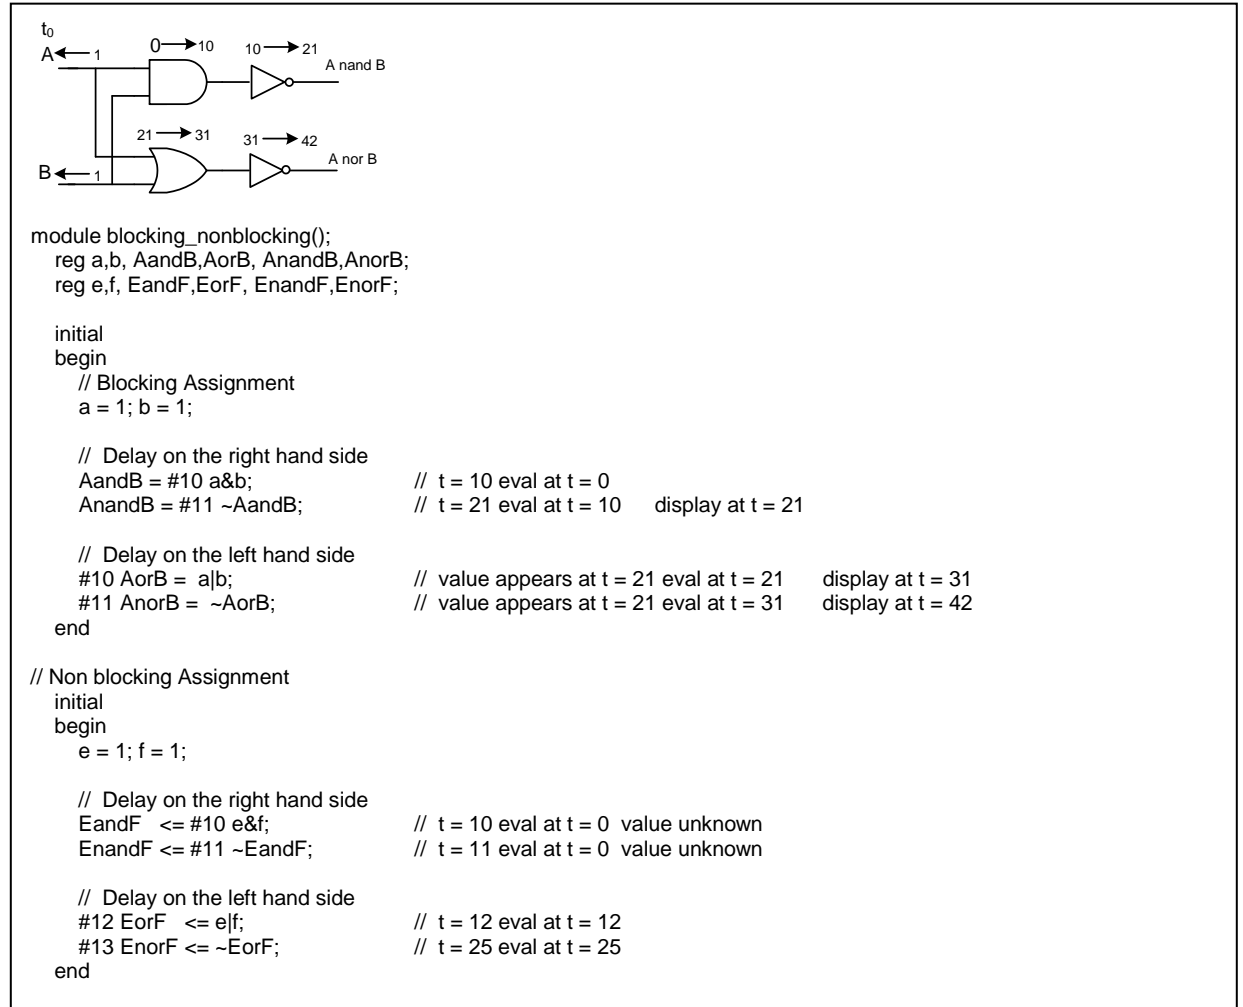 t0
A 1 0 10 10 21
A nand B
21 31 31 42
B 1 A nor B
module blocking_nonblocking();
reg a,b, AandB,AorB, AnandB,AnorB;
reg e,f, EandF,EorF, EnandF,EnorF;
initial
begin
// Blocking Assignment
a = 1; b = 1;
// Delay on the right hand side
AandB = #10 a&b; // t = 10 eval at t = 0
AnandB = #11 ~AandB; // t = 21 eval at t = 10 display at t = 21
// Delay on the left hand side
#10 AorB = a|b; // value appears at t = 21 eval at t = 21 display at t = 31
#11 AnorB = ~AorB; // value appears at t = 21 eval at t = 31 display at t = 42
end
// Non blocking Assignment
initial
begin
e = 1; f = 1;
// Delay on the right hand side
EandF <= #10 e&f; // t = 10 eval at t = 0 value unknown
EnandF <= #11 ~EandF; // t = 11 eval at t = 0 value unknown
// Delay on the left hand side
#12 EorF <= e|f; // t = 12 eval at t = 12
#13 EnorF <= ~EorF; // t = 25 eval at t = 25
end